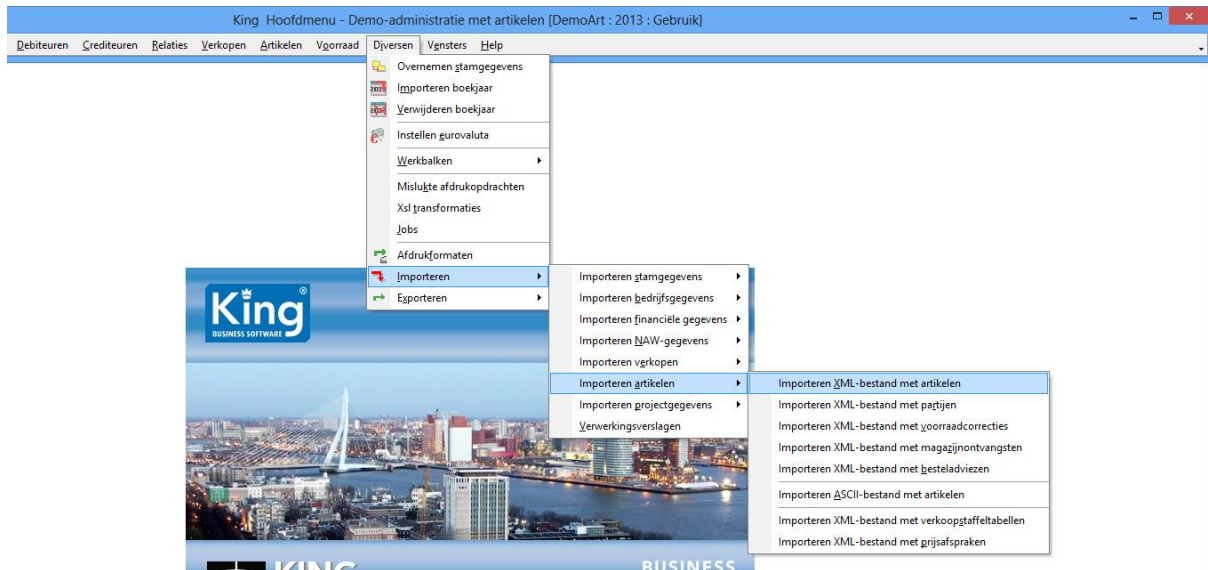 King Hoofdmenu - Demo-administratie met artikelen [DemoArt : 2013 : Gebruik]
Debiteuren Crediteuren Relaties Verkopen Artikelen Voorraad Diversen Vensters Help
Overnemen stamgegevens
Importeren boekjaar
Verwijderen boekjaar
Instellen eurovaluta
Werkbalken
Mislukte afdrukopdrachten
Xsl transformaties
Jobs
Afdrukformaten
Importeren
Exporteren
Importeren stamgegevens
Importeren bedrijfsgegevens
Importeren financiële gegevens
Importeren NAW-gegevens
Importeren verkopen
Importeren artikelen
Importeren projectgegevens
Verwerkingsverslagen
Importeren XML-bestand met artikelen
Importeren XML-bestand met partijen
Importeren XML-bestand met voorraadcorrecties
Importeren XML-bestand met magazijnontvangsten
Importeren XML-bestand met besteladviezen
Importeren ASCII-bestand met artikelen
Importeren XML-bestand met verkoopstaffeltabellen
Importeren XML-bestand met prijsafspraken
King®
BUSINESS SOFTWARE
KING
BUSINESS